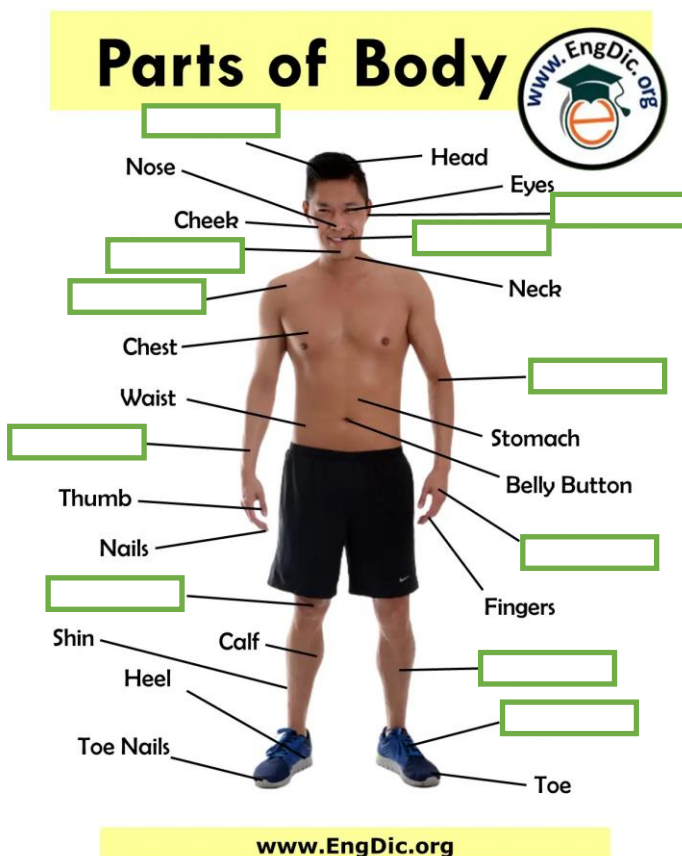 Parts of Body
www.EngDic.org
e
Head
Nose
Eyes
Cheek
Neck
Chest
Waist
Stomach
Belly Button
Thumb
Nails
Fingers
Shin
Calf
Heel
Toe Nails
Toe
www.EngDic.org